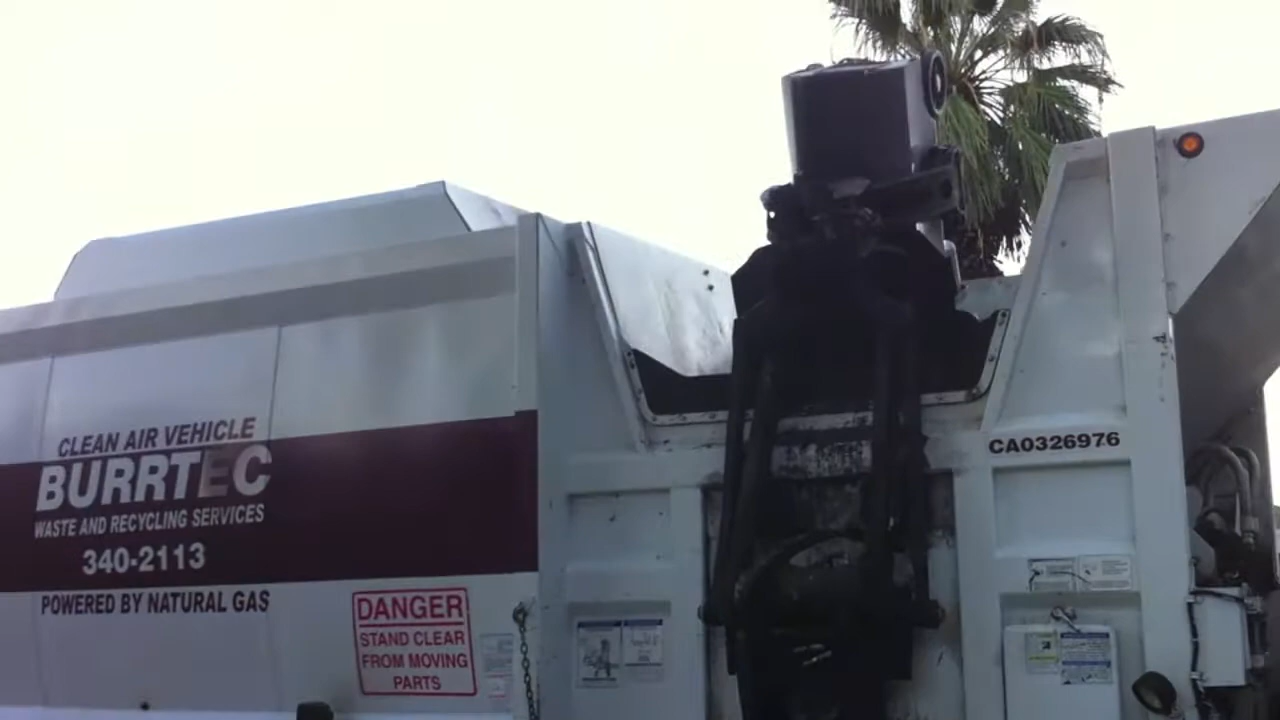 CLEAN AIR VEHICLE
BURRTEC
WASTE AND RECYCLING SERVICES
340-2113
POWERED BY NATURAL GAS
DANGER
STAND CLEAR
FROM MOVING
PARTS
CA0326976